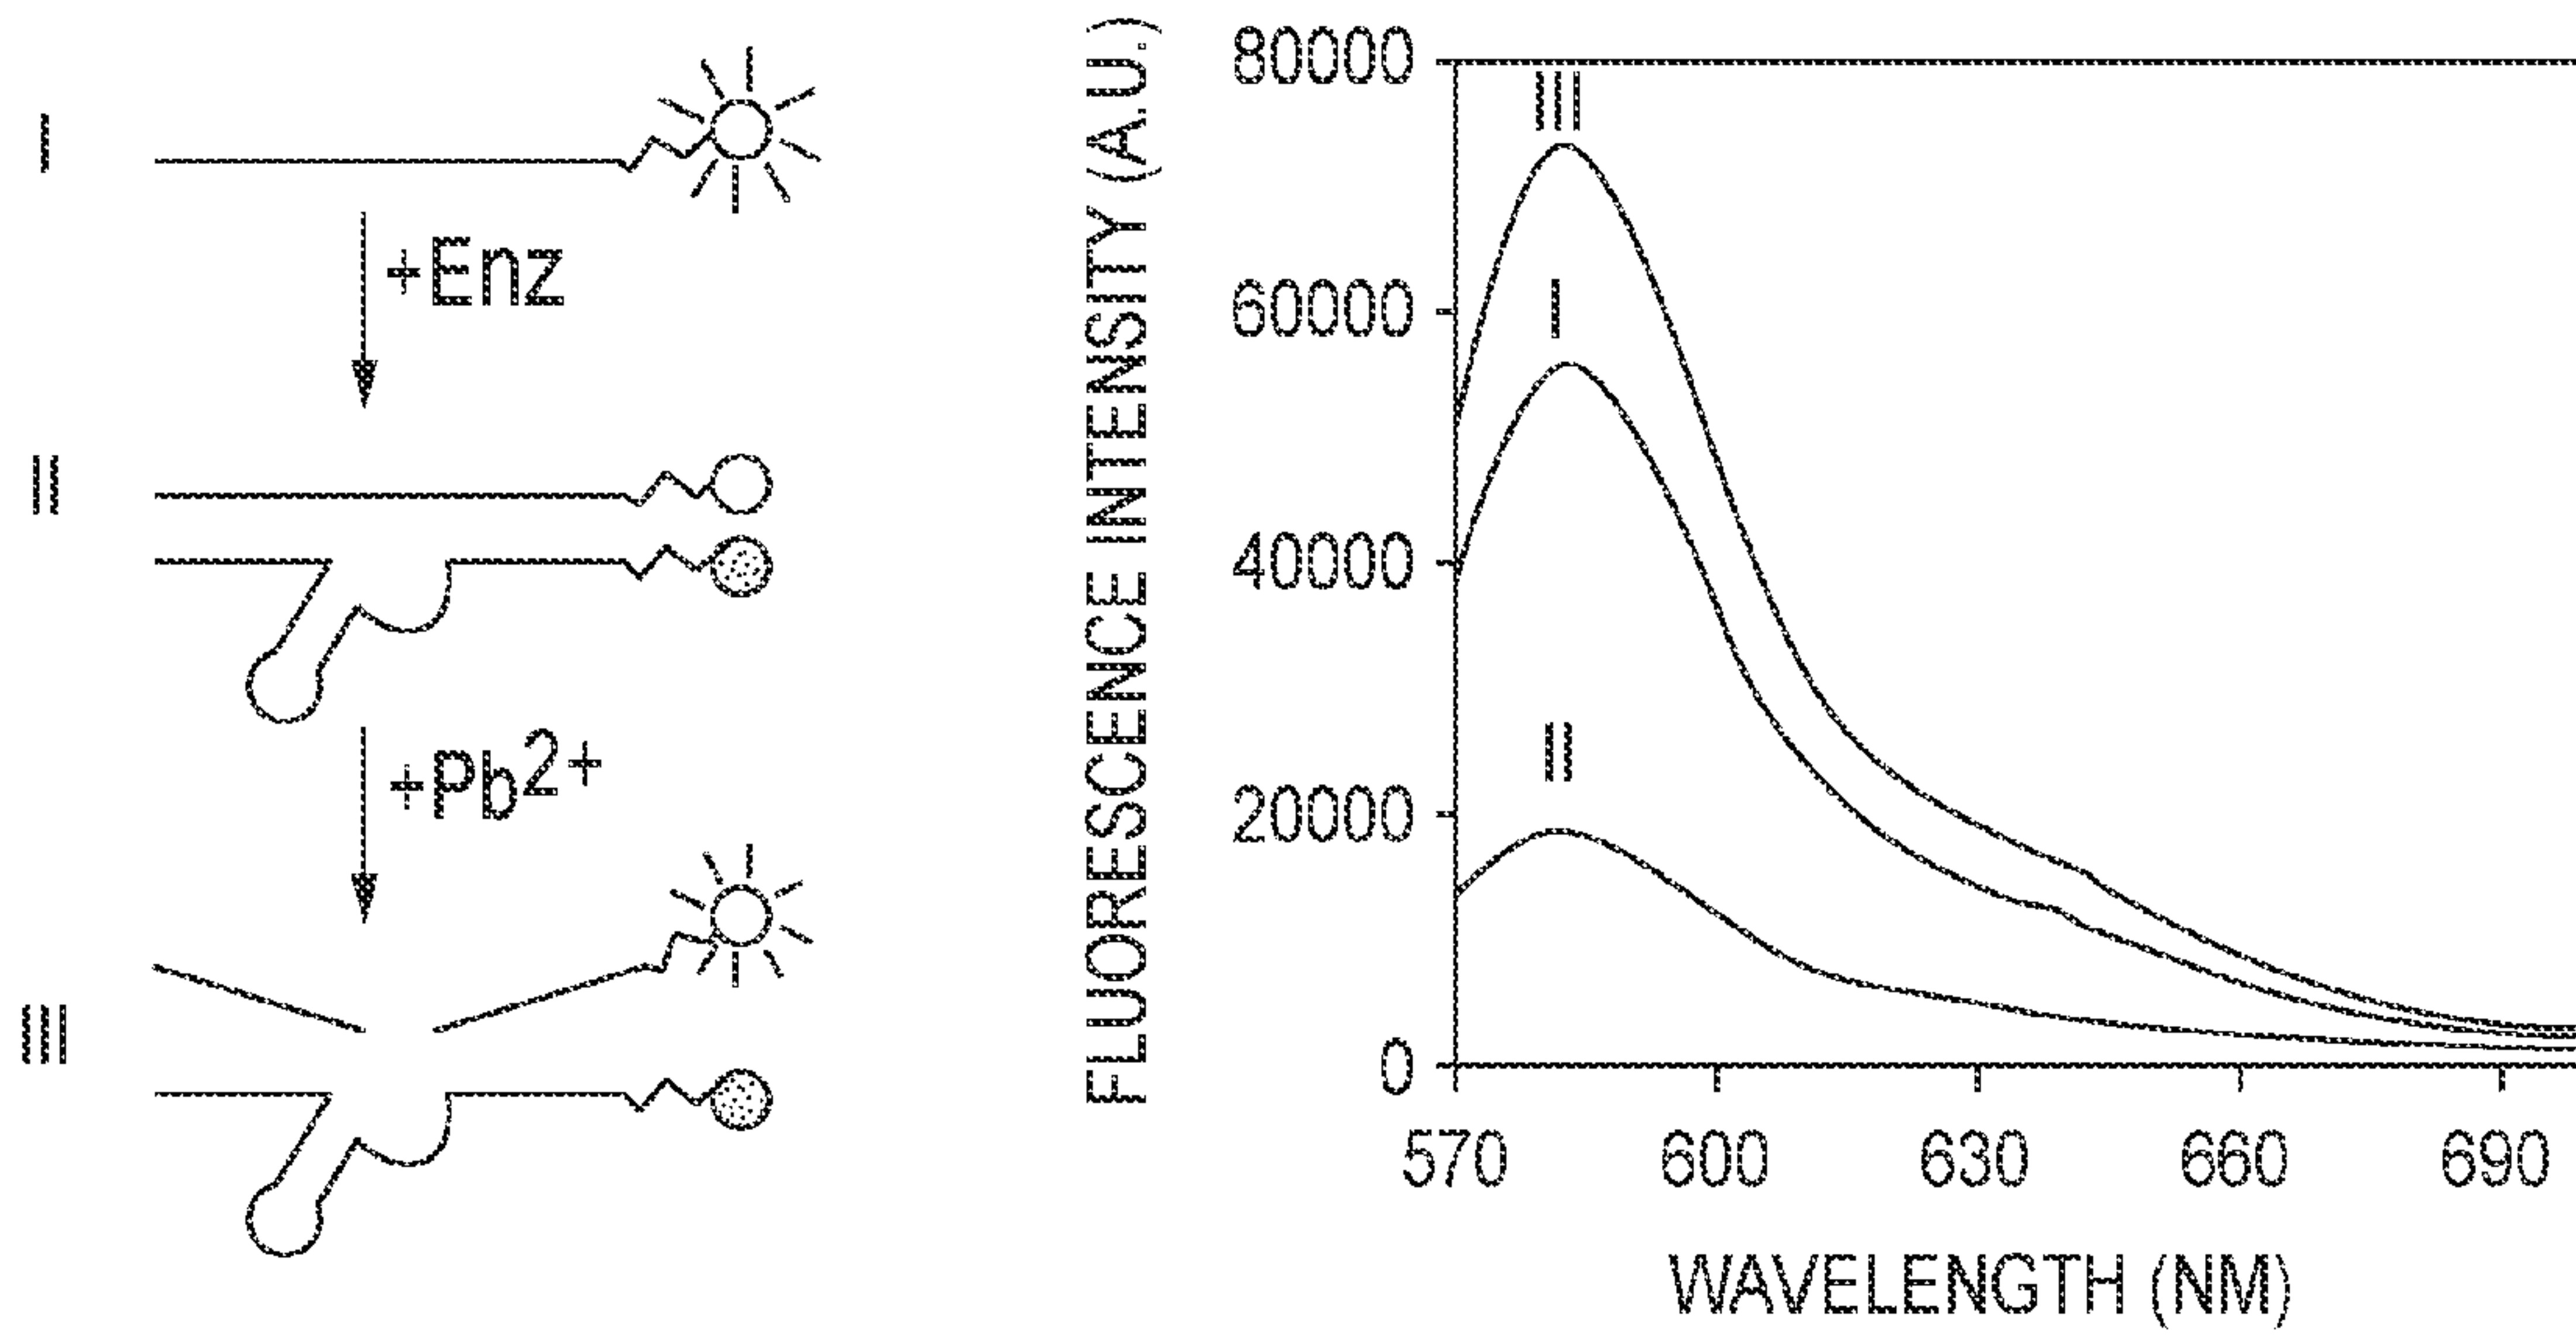 I
+Enz
II
+Pb2+
III
FLUORESCENCE INTENSITY (A.U.)
80000
60000
40000
20000
0
III
I
II
570 600 630 660 690
WAVELENGTH (NM)